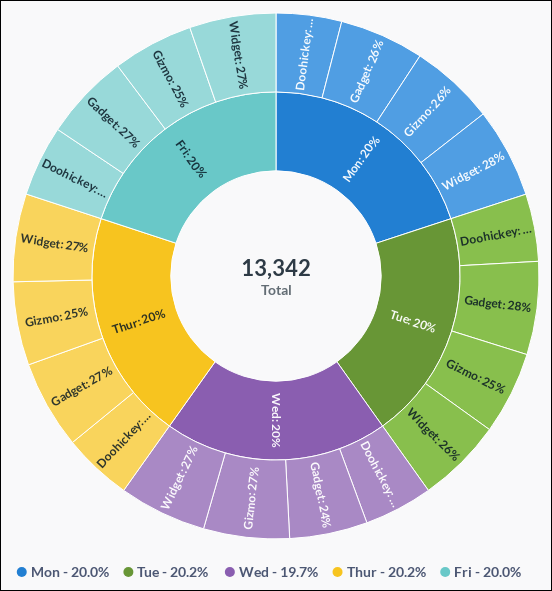 Doohickey:...
Gadget: 26%
Gizmo: 26%
Widget: 28%
Mon: 20%
Doohickey:...
Gadget: 28%
Gizmo: 25%
Widget: 26%
Tue: 20%
Doohickey:...
Gadget: 24%
Gizmo: 27%
Widget: 27%
Wed: 20%
Doohickey:...
Gadget: 27%
Gizmo: 25%
Widget: 27%
Thur: 20%
Doohickey:...
Gadget: 27%
Gizmo: 25%
Widget: 27%
Fri: 20%
13,342
Total
Mon - 20.0% Tue - 20.2% Wed - 19.7% Thur - 20.2% Fri - 20.0%